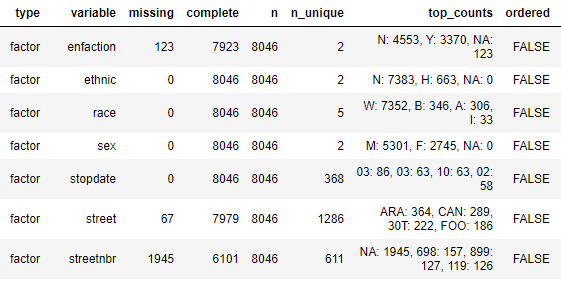 type variable missing complete n n_unique top_counts ordered
factor enfaction 123 7923 8046 2 N: 4553, Y: 3370, NA: 123 FALSE
factor ethnic 0 8046 8046 2 N: 7383, H: 663, NA: 0 FALSE
factor race 0 8046 8046 5 W: 7352, B: 346, A: 306, I: 33 FALSE
factor sex 0 8046 8046 2 M: 5301, F: 2745, NA: 0 FALSE
factor stopdate 0 8046 8046 368 03: 86, 03: 63, 10: 63, 02: 58 FALSE
factor street 67 7979 8046 1286 ARA: 364, CAN: 289, 30T: 222, FOO: 186 FALSE
factor streetnbr 1945 6101 8046 611 NA: 1945, 698: 157, 899: 127, 119: 126 FALSE